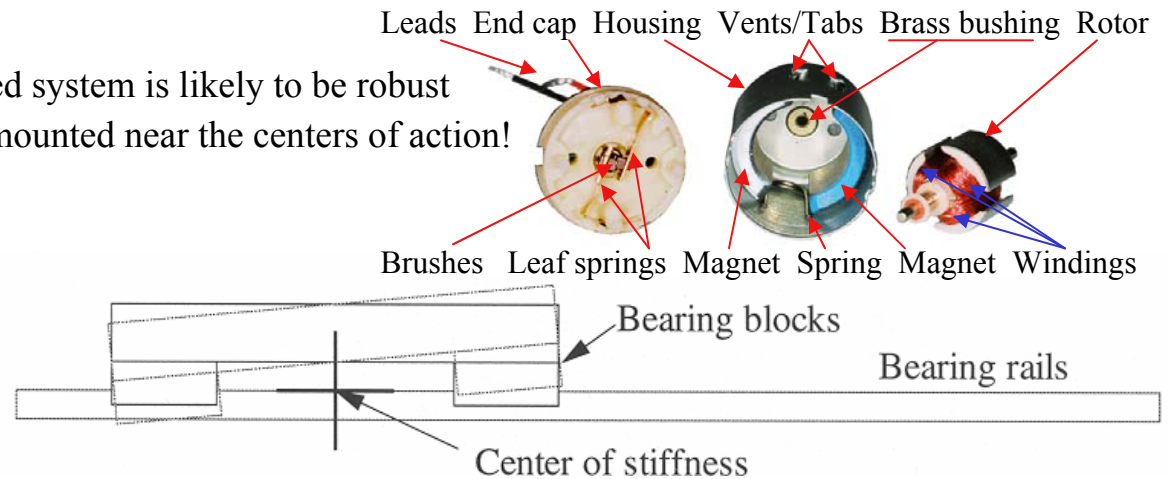 Leads End cap Housing Vents/Tabs Brass bushing Rotor
ed system is likely to be robust
mounted near the centers of action!
Brushes Leaf springs Magnet Spring Magnet Windings
Bearing blocks
Bearing rails
Center of stiffness